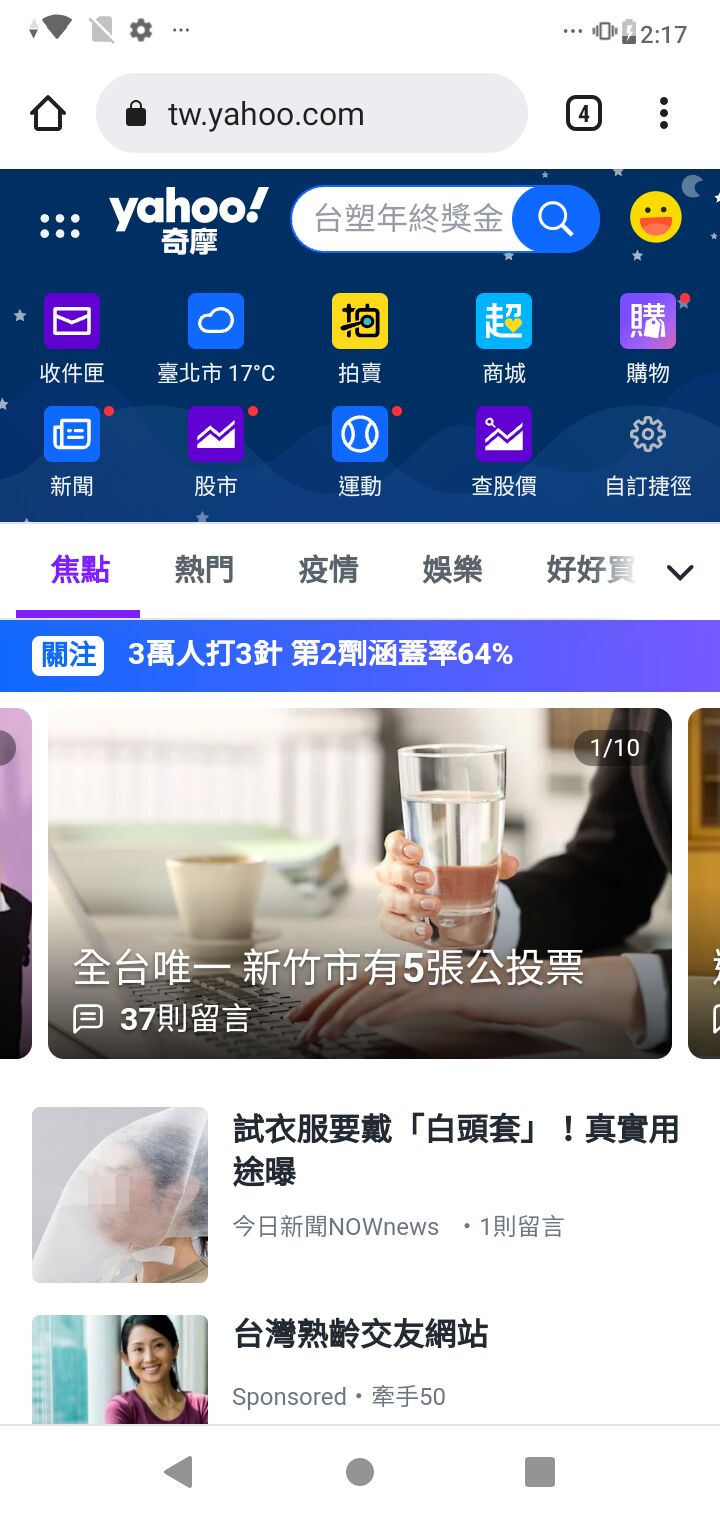 2:17
tw.yahoo.com
4
yahoo!
奇摩
台塑年終獎金
收件匣
臺北市 17°C
拍
拍賣
超
商城
購
購物
新聞
股市
運動
查股價
自訂捷徑
焦點
熱門
疫情
娛樂
好好買
關注 3萬人打3針 第2劑涵蓋率64%
1/10
全台唯一 新竹市有5張公投票
37則留言
試衣服要戴「白頭套」！真實用
途曝
今日新聞NOWnews ・1則留言
台灣熟齡交友網站
Sponsored・牽手50